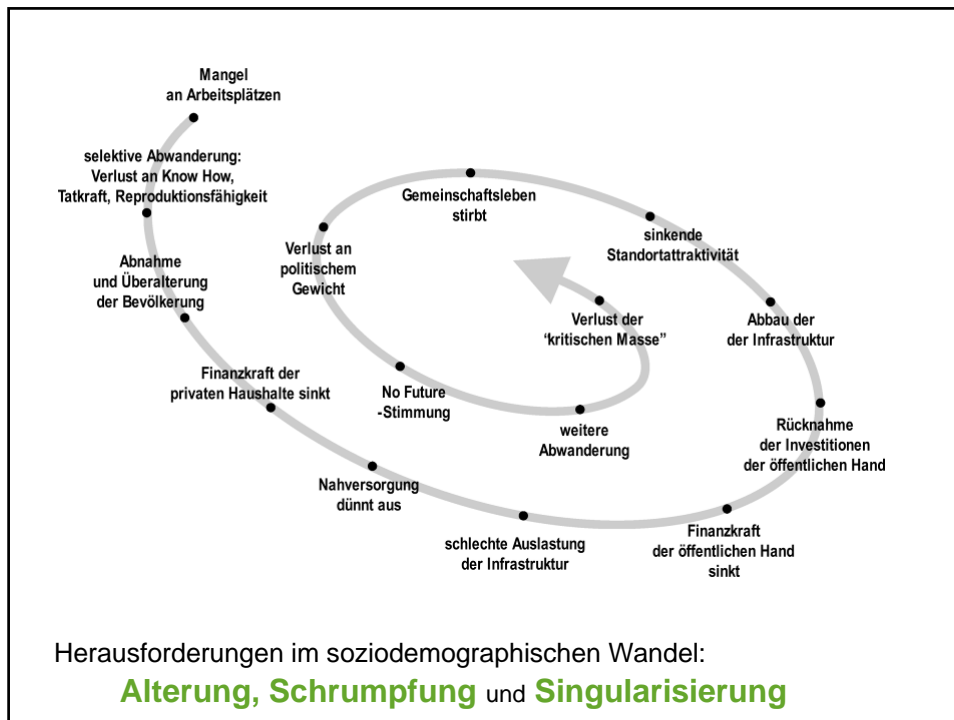 Mangel
an Arbeitsplätzen
selektive Abwanderung:
Verlust an Know How,
Tatkraft, Reproduktionsfähigkeit
Abnahme
und Überalterung
der Bevölkerung
Finanzkraft der
privaten Haushalte sinkt
Nahversorgung
dünnt aus
schlechte Auslastung
der Infrastruktur
Finanzkraft
der öffentlichen Hand
sinkt
Rücknahme
der Investitionen
der öffentlichen Hand
Abbau der
der Infrastruktur
sinkende
Standortattraktivität
Gemeinschaftsleben
stirbt
Verlust an
politischem
Gewicht
No Future
-Stimmung
weitere
Abwanderung
Verlust der
“kritischen Masse”
Herausforderungen im soziodemographischen Wandel:
Alterung, Schrumpfung und Singularisierung